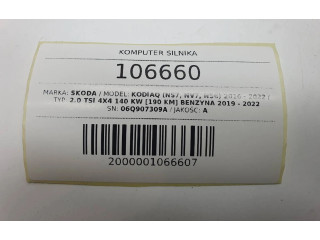 KOMPUTER SILNIKA
106660
MARKA: SKODA / MODEL: KODIAQ (NS7, NV7, NS6) 2016 - 2022 /
TYP: 2.0 TSI 4X4 140 KW [190 KM] BENZYNA 2019 - 2022
SN: 06Q907309A / JAKOŚĆ: A
2000001066607